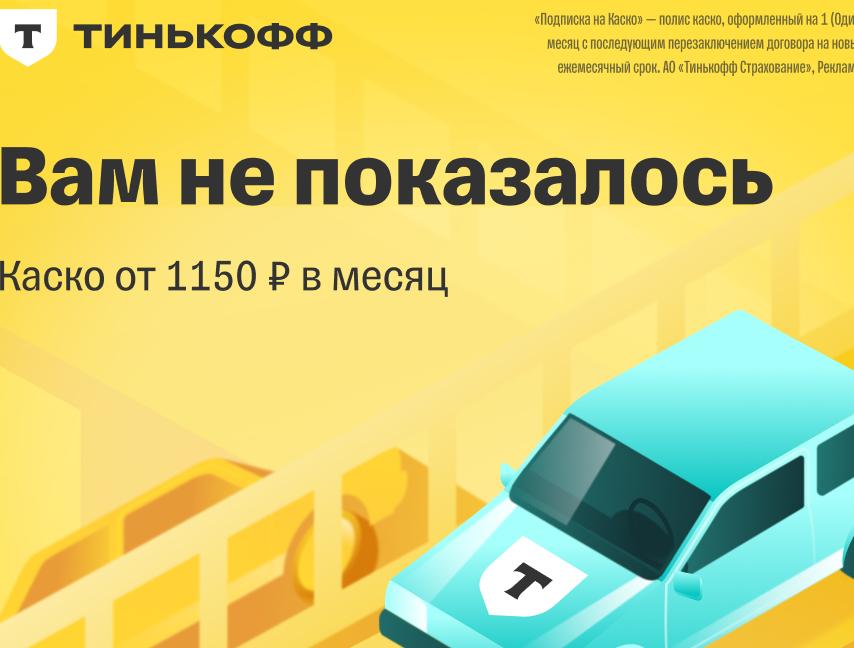 Т ТИНЬКОФФ
«Подписка на Каско» — полис каско, оформленный на 1 (Оди
месяц с последующим перезаключением договора на новы
ежемесячный срок. АО «Тинькофф Страхование», Реклам
Вам не показалось
Каско от 1150 ₽ в месяц
Т